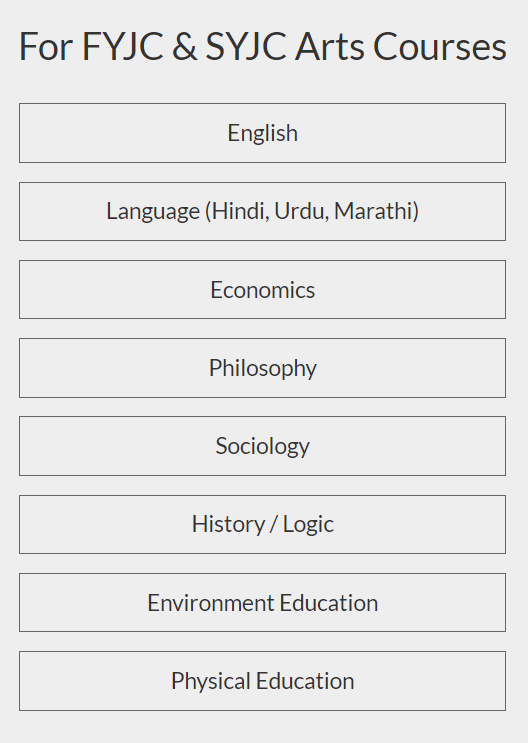 For FYJC & SYJC Arts Courses
English
Language (Hindi, Urdu, Marathi)
Economics
Philosophy
Sociology
History / Logic
Environment Education
Physical Education